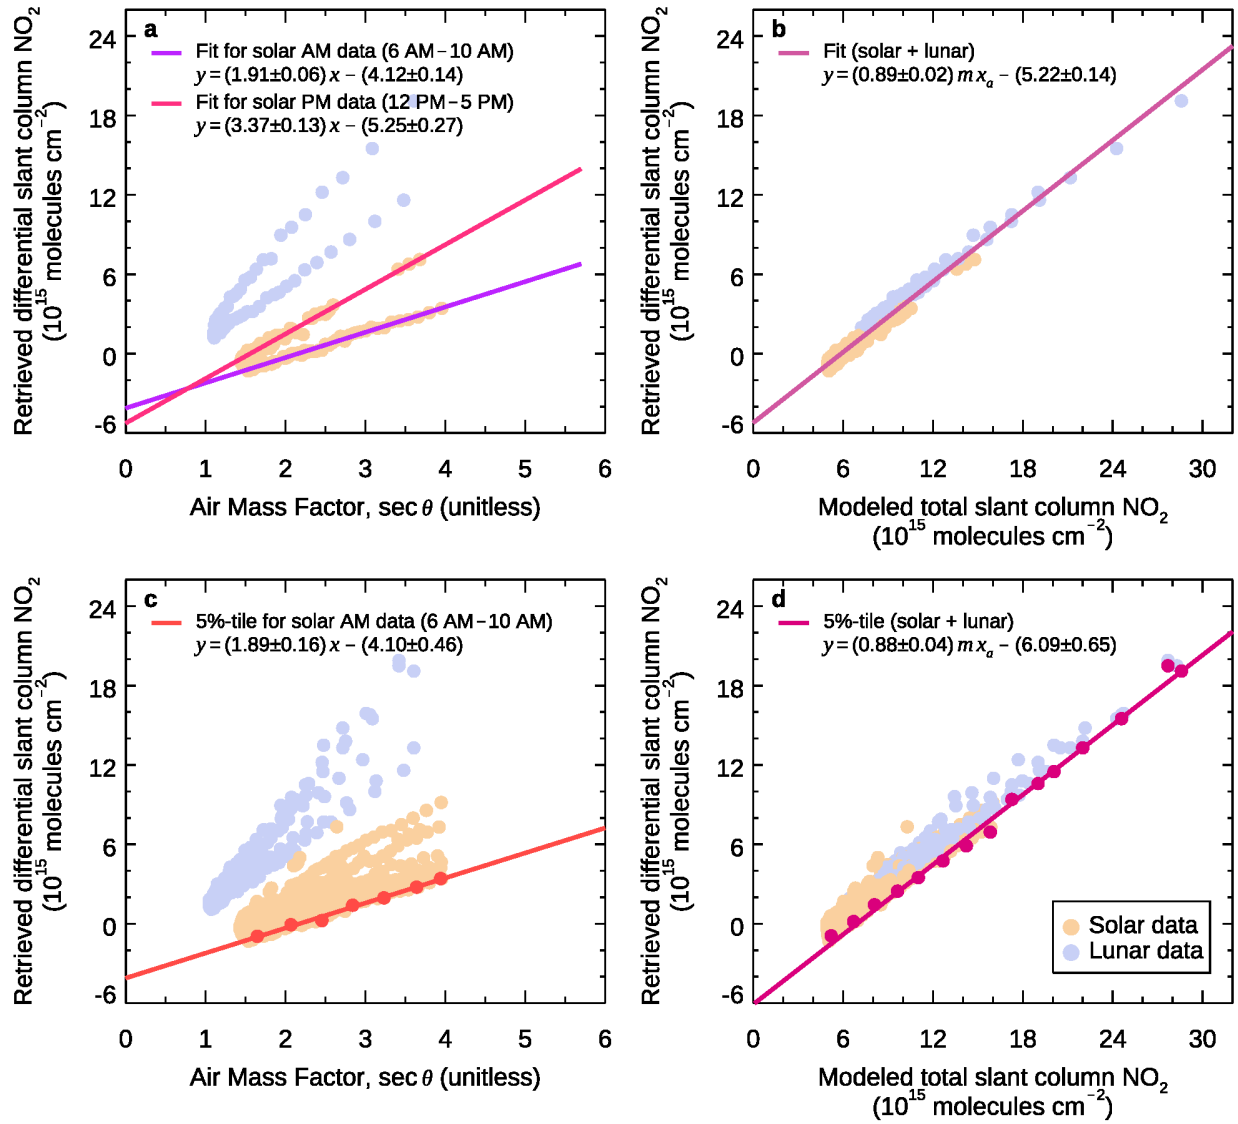 a
Fit for solar AM data (6 AM–10 AM)
y = (1.91±0.06) x – (4.12±0.14)
Fit for solar PM data (12 PM–5 PM)
y = (3.37±0.13) x – (5.25±0.27)
24
18
12
6
0
-6
0 1 2 3 4 5 6
Retrieved differential slant column NO2
(10^15 molecules cm^-2)
Air Mass Factor, sec θ (unitless)
b
Fit (solar + lunar)
y = (0.89±0.02) m x_a – (5.22±0.14)
24
18
12
6
0
-6
0 6 12 18 24 30
Retrieved differential slant column NO2
(10^15 molecules cm^-2)
Modeled total slant column NO2
(10^15 molecules cm^-2)
c
5%-tile for solar AM data (6 AM–10 AM)
y = (1.89±0.16) x – (4.10±0.46)
24
18
12
6
0
-6
0 1 2 3 4 5 6
Retrieved differential slant column NO2
(10^15 molecules cm^-2)
Air Mass Factor, sec θ (unitless)
d
5%-tile (solar + lunar)
y = (0.88±0.04) m x_a – (6.09±0.65)
Solar data
Lunar data
24
18
12
6
0
-6
0 6 12 18 24 30
Retrieved differential slant column NO2
(10^15 molecules cm^-2)
Modeled total slant column NO2
(10^15 molecules cm^-2)